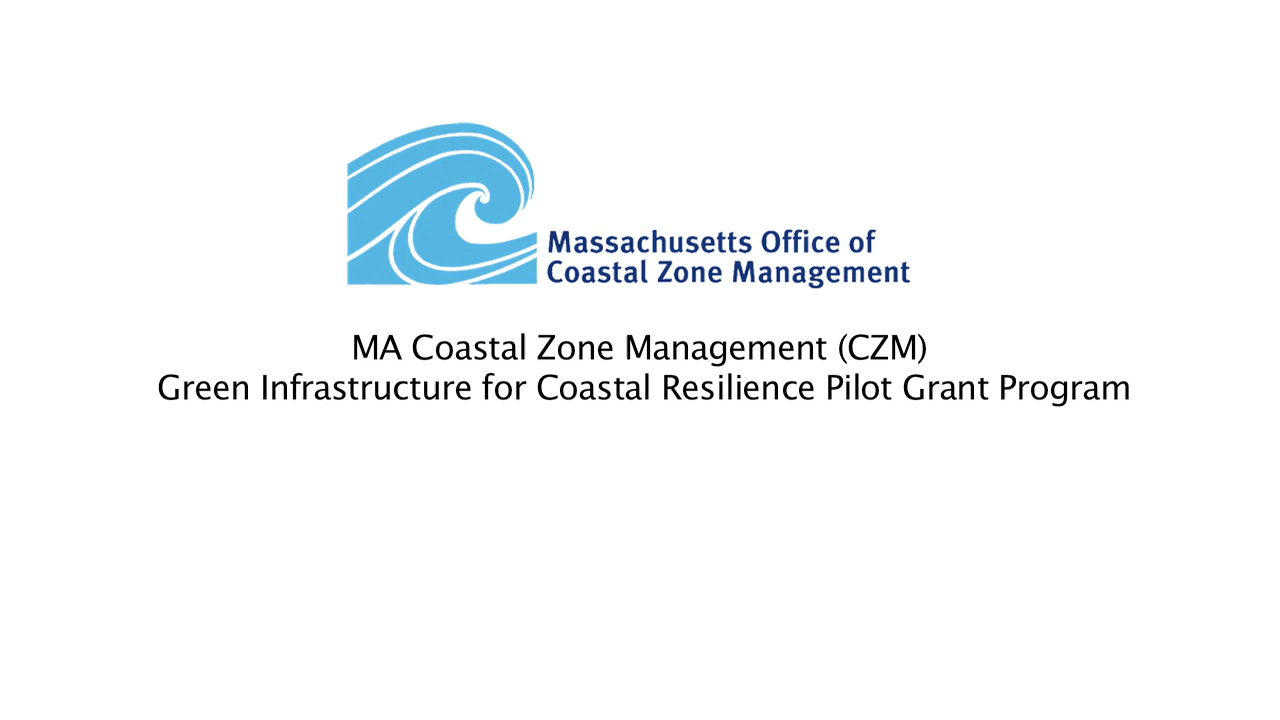 Massachusetts Office of
Coastal Zone Management
MA Coastal Zone Management (CZM)
Green Infrastructure for Coastal Resilience Pilot Grant Program